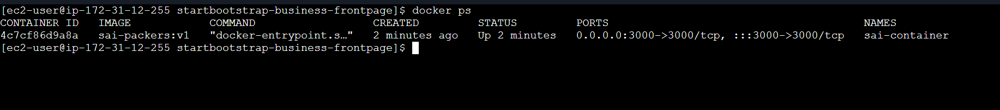 [ec2-user@ip-172-31-12-255 startbootstrap-business-frontpage]$ docker ps
CONTAINER ID   IMAGE            COMMAND                  CREATED         STATUS         PORTS                                       NAMES
4c7cf86d9a8a   sai-packers:v1   "docker-entrypoint.s…"   2 minutes ago   Up 2 minutes   0.0.0.0:3000->3000/tcp, :::3000->3000/tcp   sai-container
[ec2-user@ip-172-31-12-255 startbootstrap-business-frontpage]$